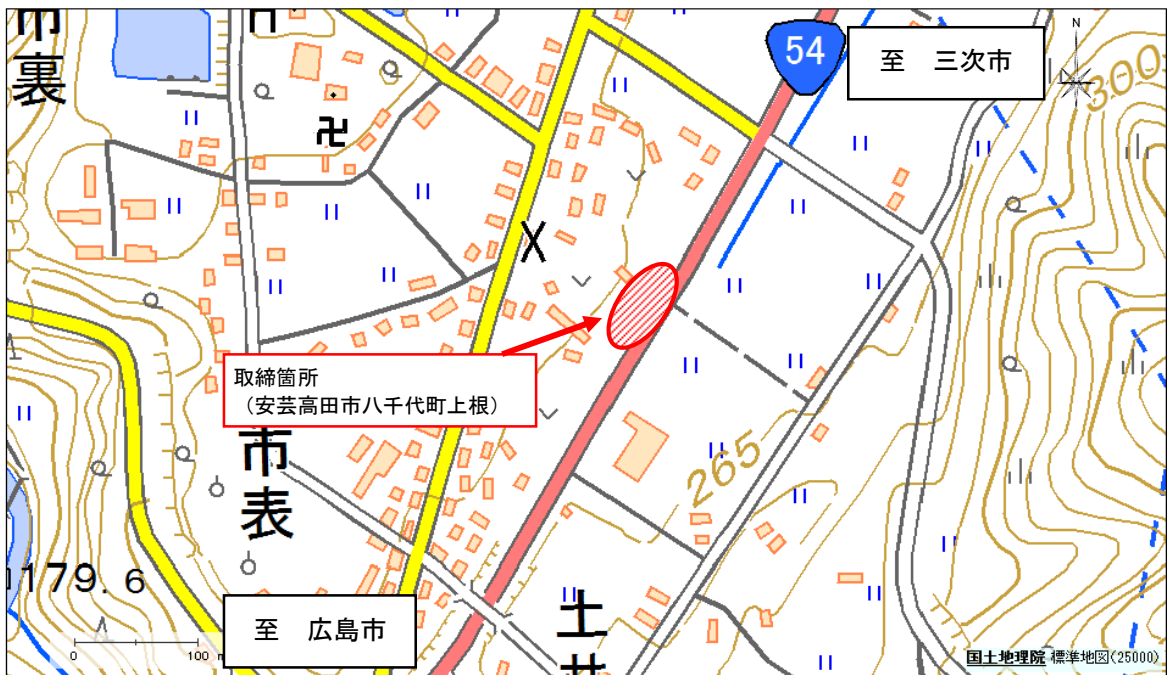 市
裏
54
至 三次市
N
300
取締箇所
（安芸高田市八千代町上根）
市
表
265
179.6
至 広島市
土
井
0
100 m
国土地理院 標準地図(25000)